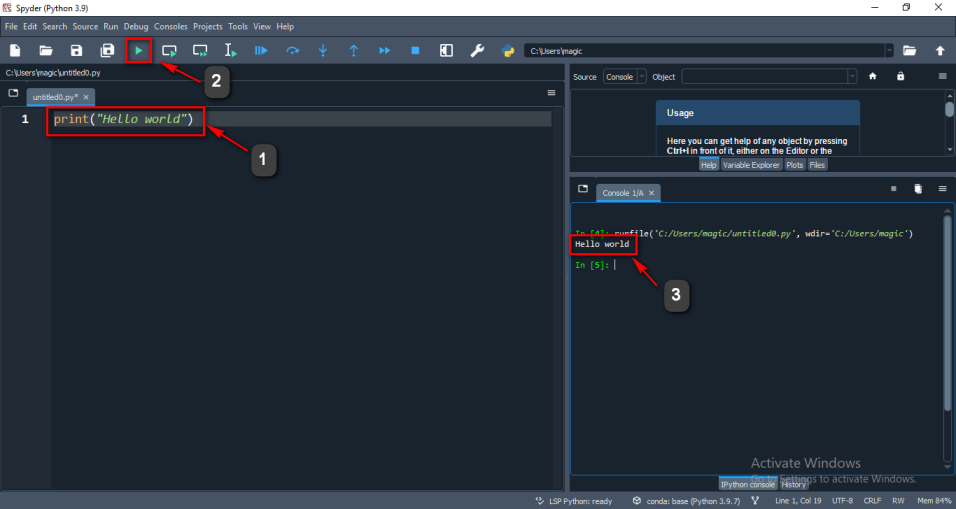 Spyder (Python 3.9)
File Edit Search Source Run Debug Consoles Projects Tools View Help
C:\Users\magic
C:\Users\magic\untitled0.py
2
untitled0.py* ×
1 print("Hello world")
1
Source Console Object
Usage
Here you can get help of any object by pressing
Ctrl+I in front of it, either on the Editor or the
Help Variable Explorer Plots Files
Console 1/A ×
In [4]: runfile('C:/Users/magic/untitled0.py', wdir='C:/Users/magic')
Hello world
In [5]:
3
Activate Windows
Go to Settings to activate Windows.
IPython console History
LSP Python: ready conda: base (Python 3.9.7) Line 1, Col 19 UTF-8 CRLF RW Mem 84%